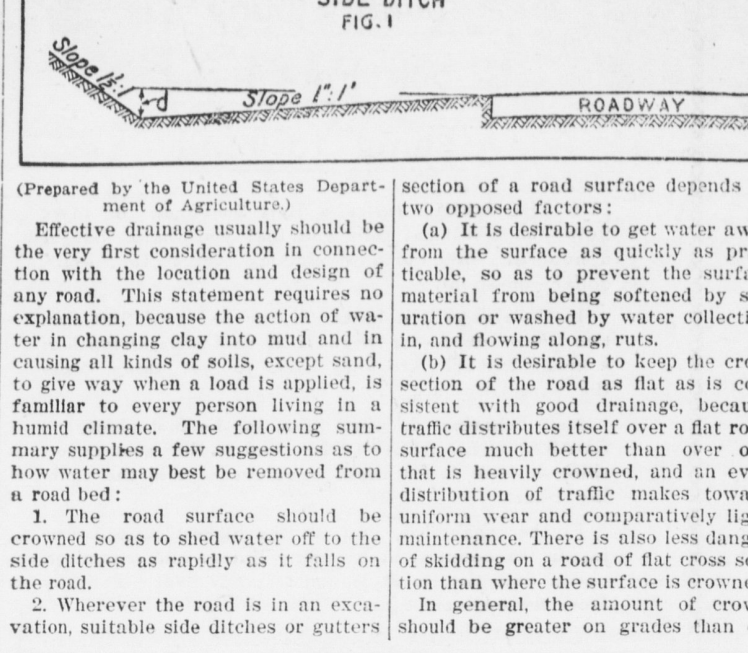 SIDE DITCH
FIG. 1
Slope 1½:1
d
Slope 1":1'
ROADWAY
(Prepared by the United States Depart-
ment of Agriculture.)
Effective drainage usually should be
the very first consideration in connec-
tion with the location and design of
any road. This statement requires no
explanation, because the action of wa-
ter in changing clay into mud and in
causing all kinds of soils, except sand,
to give way when a load is applied, is
familiar to every person living in a
humid climate. The following sum-
mary supplies a few suggestions as to
how water may best be removed from
a road bed:
1. The road surface should be
crowned so as to shed water off to the
side ditches as rapidly as it falls on
the road.
2. Wherever the road is in an exca-
vation, suitable side ditches or gutters
section of a road surface depends
two opposed factors:
(a) It is desirable to get water aw
from the surface as quickly as pr
ticable, so as to prevent the surfa
material from being softened by s
uration or washed by water collecti
in, and flowing along, ruts.
(b) It is desirable to keep the cro
section of the road as flat as is co
sistent with good drainage, becau
traffic distributes itself over a flat ro
surface much better than over o
that is heavily crowned, and an ev
distribution of traffic makes towa
uniform wear and comparatively lig
maintenance. There is also less dang
of skidding on a road of flat cross se
tion than where the surface is crowne
In general, the amount of crow
should be greater on grades than